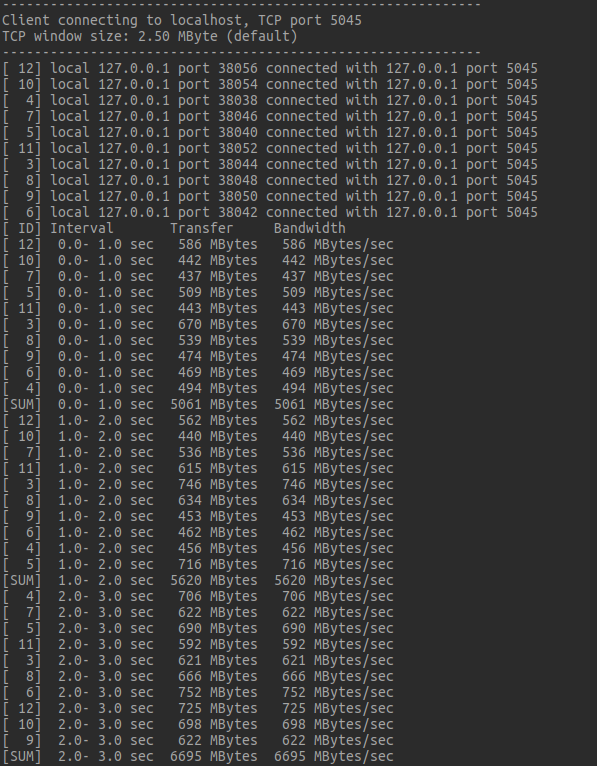 ------------------------------------------------------------
Client connecting to localhost, TCP port 5045
TCP window size: 2.50 MByte (default)
------------------------------------------------------------
[ 12] local 127.0.0.1 port 38056 connected with 127.0.0.1 port 5045
[ 10] local 127.0.0.1 port 38054 connected with 127.0.0.1 port 5045
[  4] local 127.0.0.1 port 38038 connected with 127.0.0.1 port 5045
[  7] local 127.0.0.1 port 38046 connected with 127.0.0.1 port 5045
[  5] local 127.0.0.1 port 38040 connected with 127.0.0.1 port 5045
[ 11] local 127.0.0.1 port 38052 connected with 127.0.0.1 port 5045
[  3] local 127.0.0.1 port 38044 connected with 127.0.0.1 port 5045
[  8] local 127.0.0.1 port 38048 connected with 127.0.0.1 port 5045
[  9] local 127.0.0.1 port 38050 connected with 127.0.0.1 port 5045
[  6] local 127.0.0.1 port 38042 connected with 127.0.0.1 port 5045
[ ID] Interval       Transfer     Bandwidth
[ 12]  0.0- 1.0 sec   586 MBytes   586 MBytes/sec
[ 10]  0.0- 1.0 sec   442 MBytes   442 MBytes/sec
[  7]  0.0- 1.0 sec   437 MBytes   437 MBytes/sec
[  5]  0.0- 1.0 sec   509 MBytes   509 MBytes/sec
[ 11]  0.0- 1.0 sec   443 MBytes   443 MBytes/sec
[  3]  0.0- 1.0 sec   670 MBytes   670 MBytes/sec
[  8]  0.0- 1.0 sec   539 MBytes   539 MBytes/sec
[  9]  0.0- 1.0 sec   474 MBytes   474 MBytes/sec
[  6]  0.0- 1.0 sec   469 MBytes   469 MBytes/sec
[  4]  0.0- 1.0 sec   494 MBytes   494 MBytes/sec
[SUM]  0.0- 1.0 sec  5061 MBytes  5061 MBytes/sec
[ 12]  1.0- 2.0 sec   562 MBytes   562 MBytes/sec
[ 10]  1.0- 2.0 sec   440 MBytes   440 MBytes/sec
[  7]  1.0- 2.0 sec   536 MBytes   536 MBytes/sec
[ 11]  1.0- 2.0 sec   615 MBytes   615 MBytes/sec
[  3]  1.0- 2.0 sec   746 MBytes   746 MBytes/sec
[  8]  1.0- 2.0 sec   634 MBytes   634 MBytes/sec
[  9]  1.0- 2.0 sec   453 MBytes   453 MBytes/sec
[  6]  1.0- 2.0 sec   462 MBytes   462 MBytes/sec
[  4]  1.0- 2.0 sec   456 MBytes   456 MBytes/sec
[  5]  1.0- 2.0 sec   716 MBytes   716 MBytes/sec
[SUM]  1.0- 2.0 sec  5620 MBytes  5620 MBytes/sec
[  4]  2.0- 3.0 sec   706 MBytes   706 MBytes/sec
[  7]  2.0- 3.0 sec   622 MBytes   622 MBytes/sec
[  5]  2.0- 3.0 sec   690 MBytes   690 MBytes/sec
[ 11]  2.0- 3.0 sec   592 MBytes   592 MBytes/sec
[  3]  2.0- 3.0 sec   621 MBytes   621 MBytes/sec
[  8]  2.0- 3.0 sec   666 MBytes   666 MBytes/sec
[  6]  2.0- 3.0 sec   752 MBytes   752 MBytes/sec
[ 12]  2.0- 3.0 sec   725 MBytes   725 MBytes/sec
[ 10]  2.0- 3.0 sec   698 MBytes   698 MBytes/sec
[  9]  2.0- 3.0 sec   622 MBytes   622 MBytes/sec
[SUM]  2.0- 3.0 sec  6695 MBytes  6695 MBytes/sec